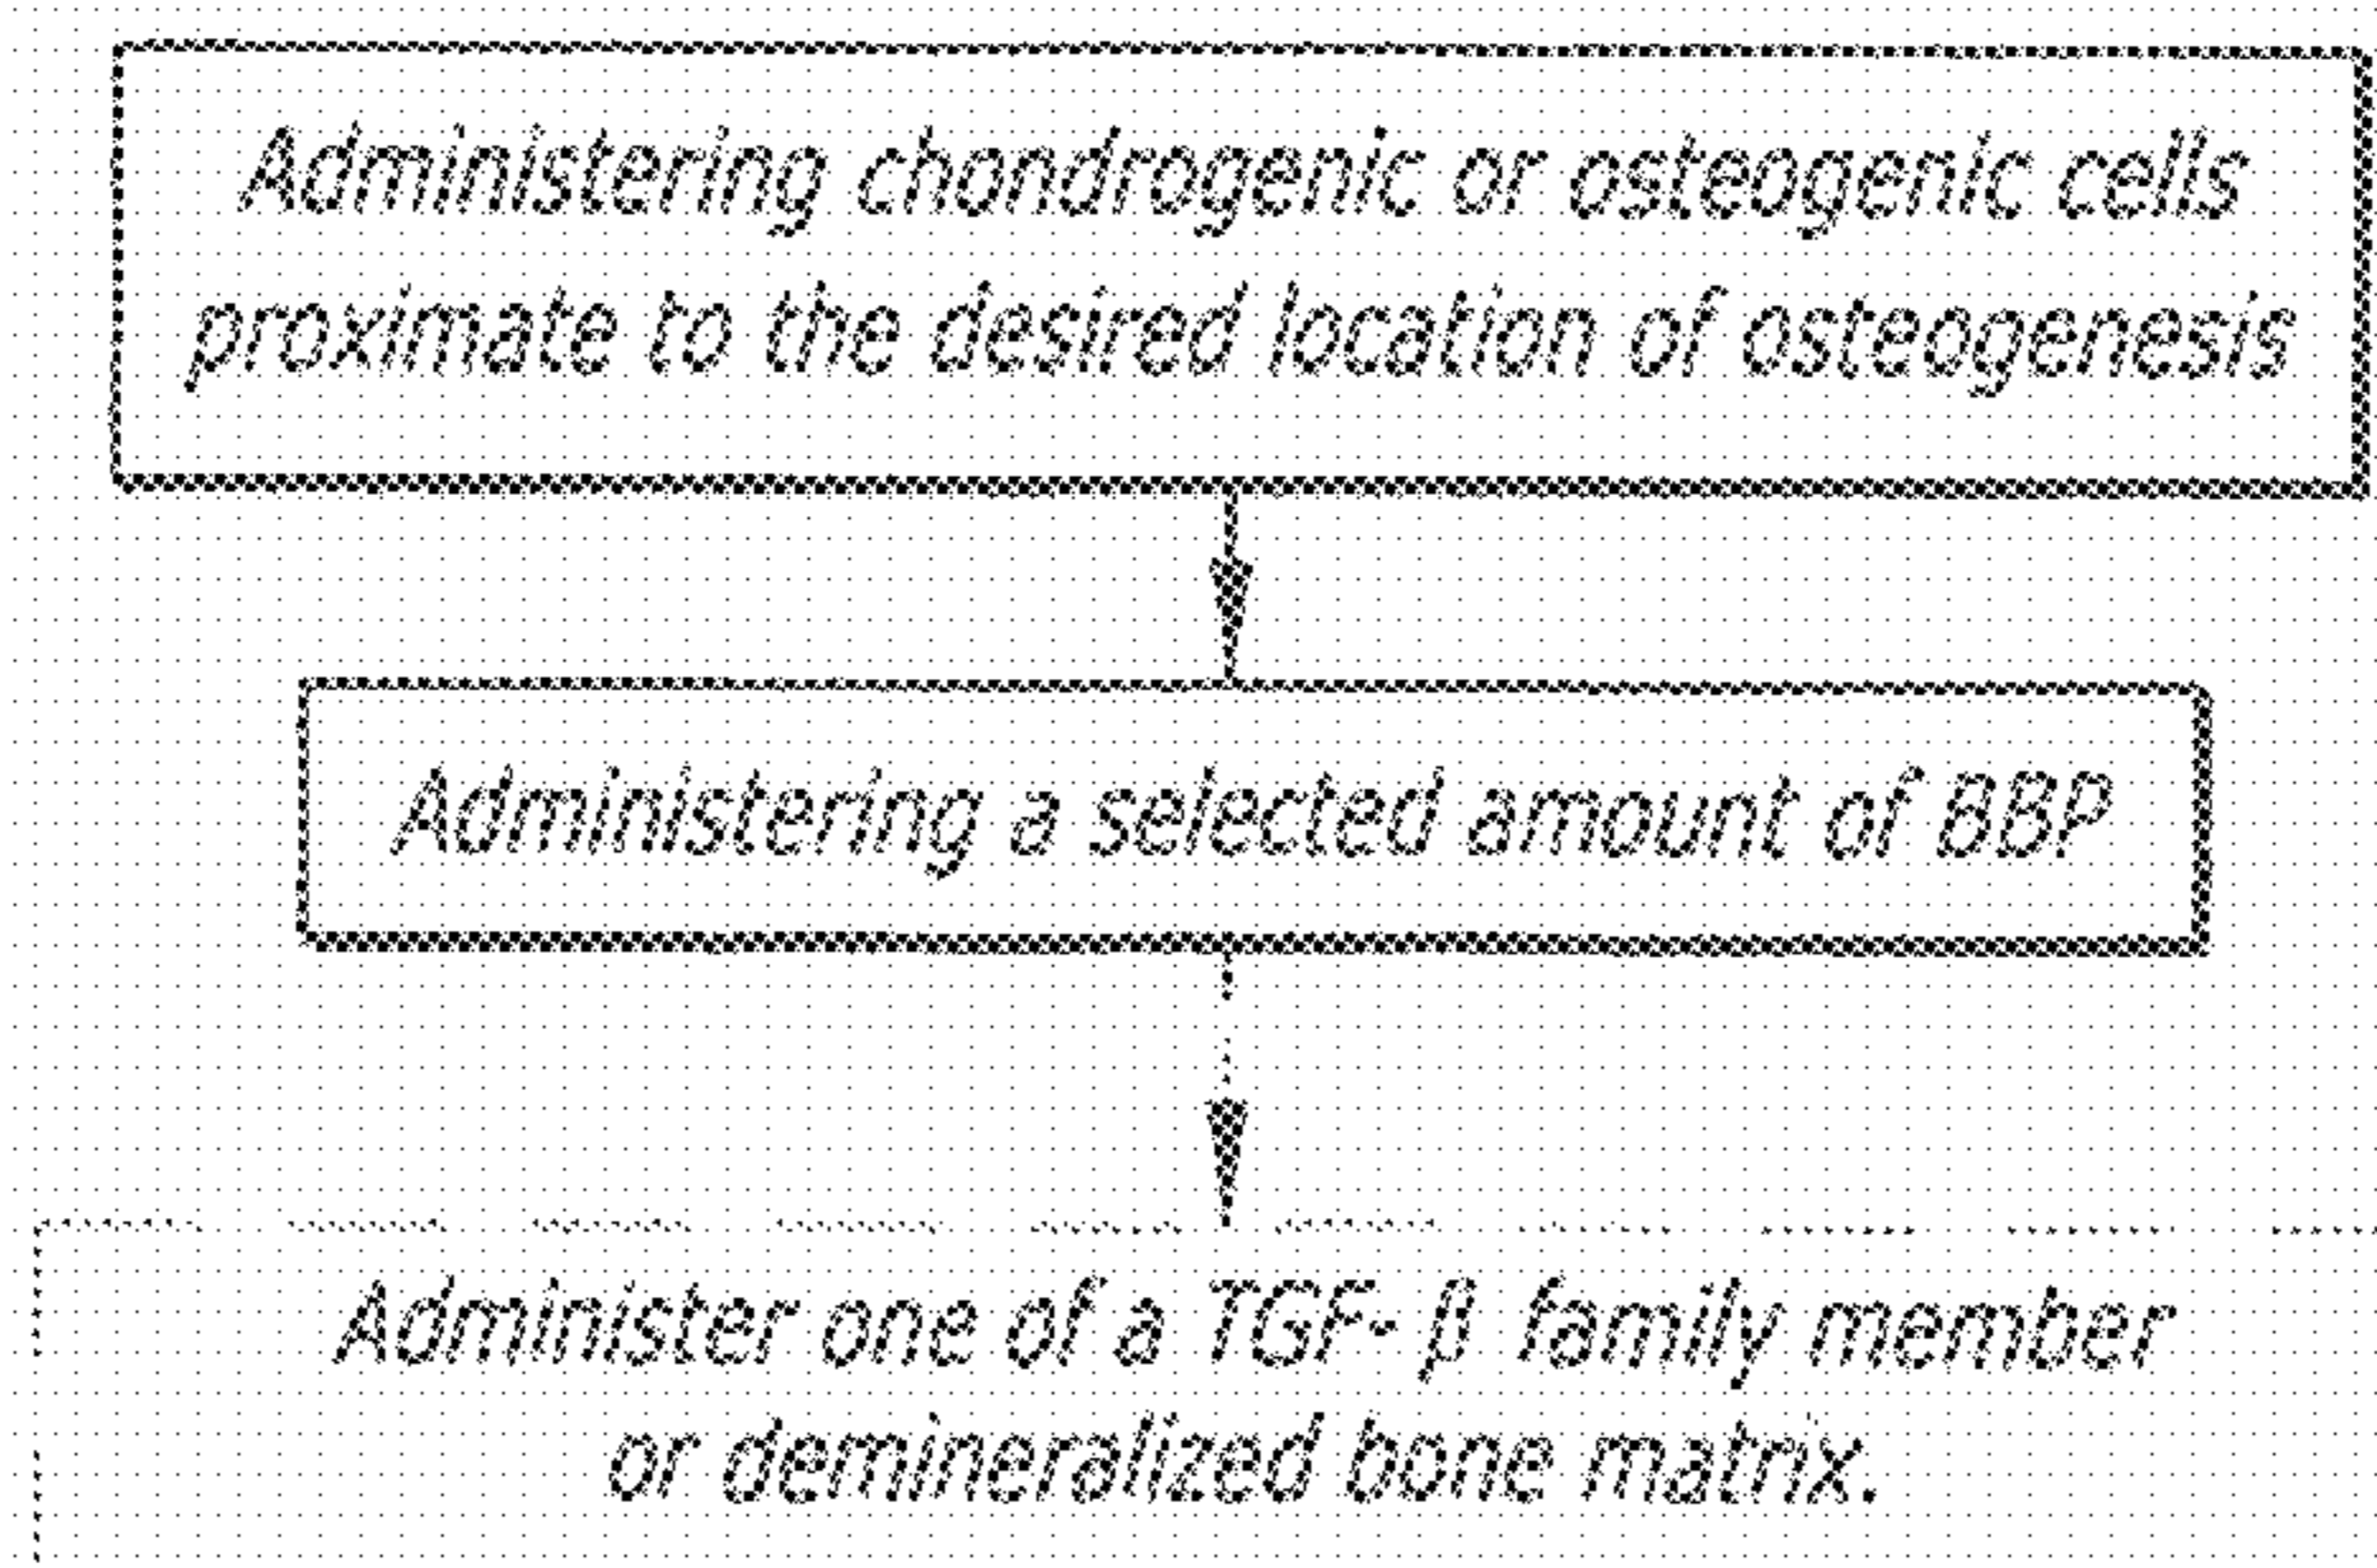 Administering chondrogenic or osteogenic cells
proximate to the desired location of osteogenesis
Administering a selected amount of BBP
Administer one of a TGF- β family member
or demineralized bone matrix.